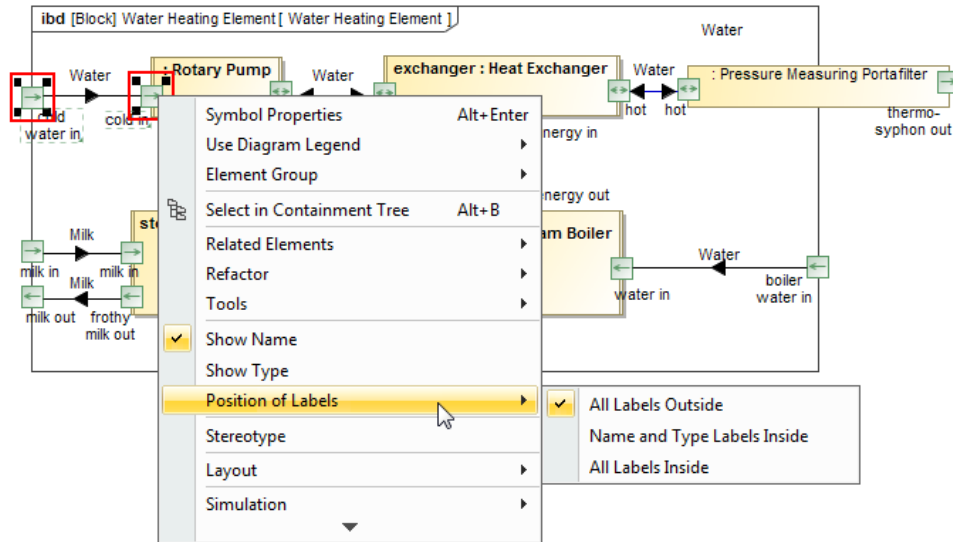 ibd [Block] Water Heating Element [ Water Heating Element ]
Water
Water
: Rotary Pump
Water
exchanger : Heat Exchanger
Water
: Pressure Measuring Portafilter
water in
cold in
hot
hot
thermo-
syphon out
Symbol Properties Alt+Enter
Use Diagram Legend
Element Group
Select in Containment Tree Alt+B
Related Elements
Refactor
Tools
Show Name
Show Type
Position of Labels
Stereotype
Layout
Simulation
All Labels Outside
Name and Type Labels Inside
All Labels Inside
energy in
energy out
Boiler
Milk
milk in
milk in
Milk
milk out
frothy
milk out
Water
water in
boiler
water in